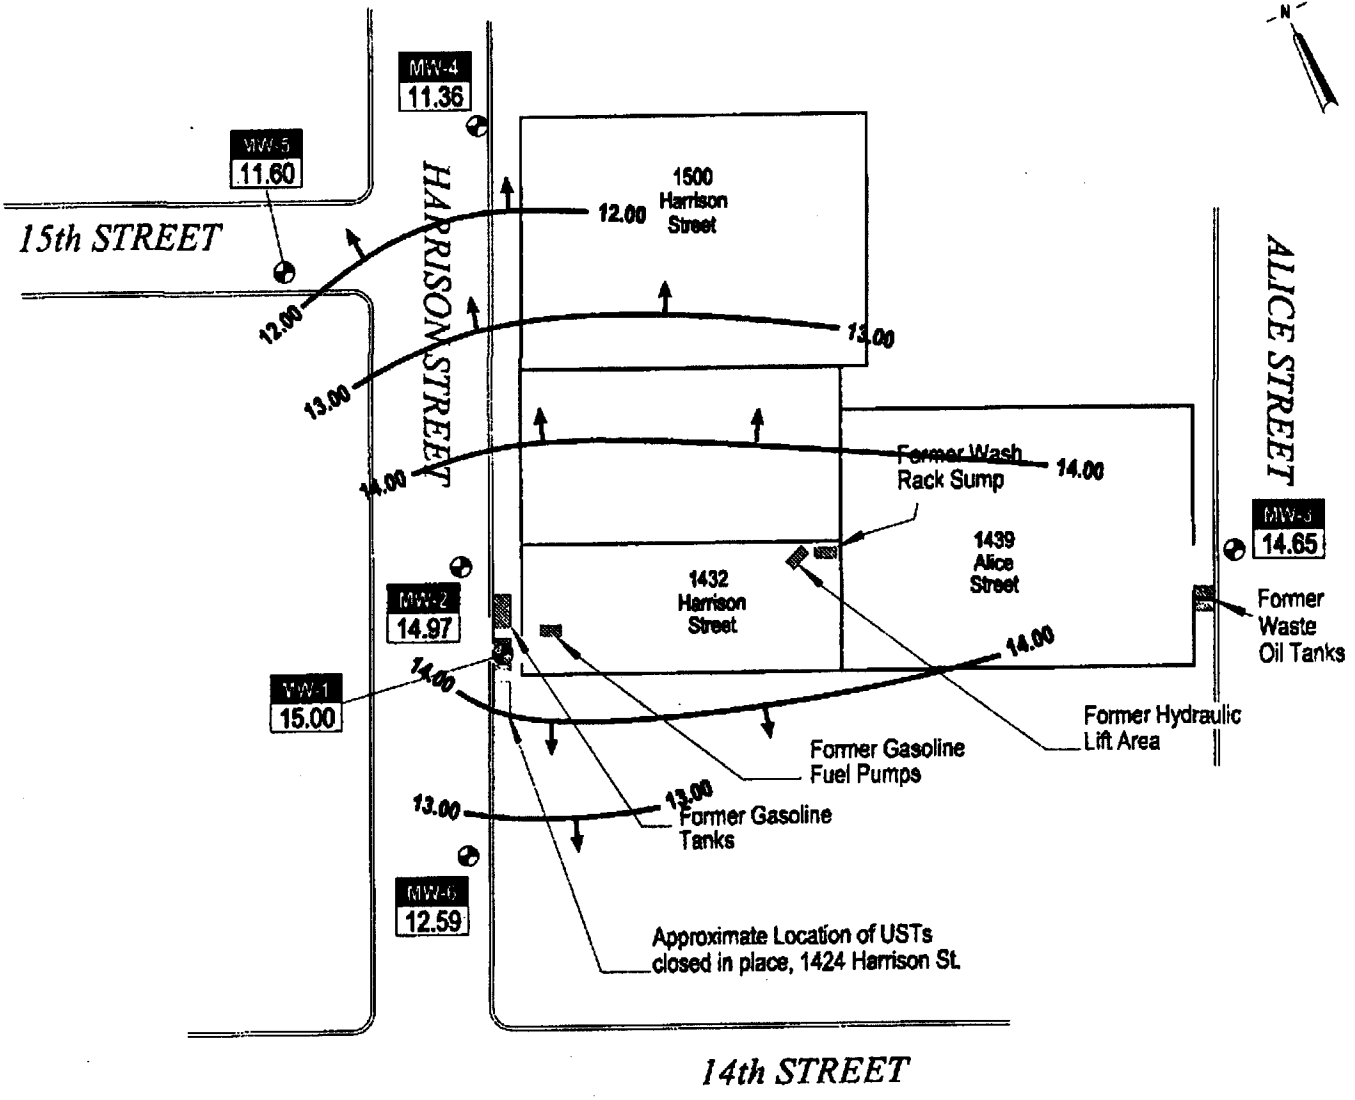 N
MW-4
11.36
MW-5
11.60
15th STREET
HARRISON STREET
1500
Harrison
Street
12.00
12.00
13.00
13.00
ALICE STREET
14.00
14.00
Former Wash
Rack Sump
MW-3
14.65
1439
Alice
Street
1432
Harrison
Street
MW-2
14.97
Former
Waste
Oil Tanks
14.00
14.00
MW-1
15.00
Former Hydraulic
Lift Area
Former Gasoline
Fuel Pumps
13.00
13.00
Former Gasoline
Tanks
MW-6
12.59
Approximate Location of USTs
closed in place, 1424 Harrison St.
14th STREET